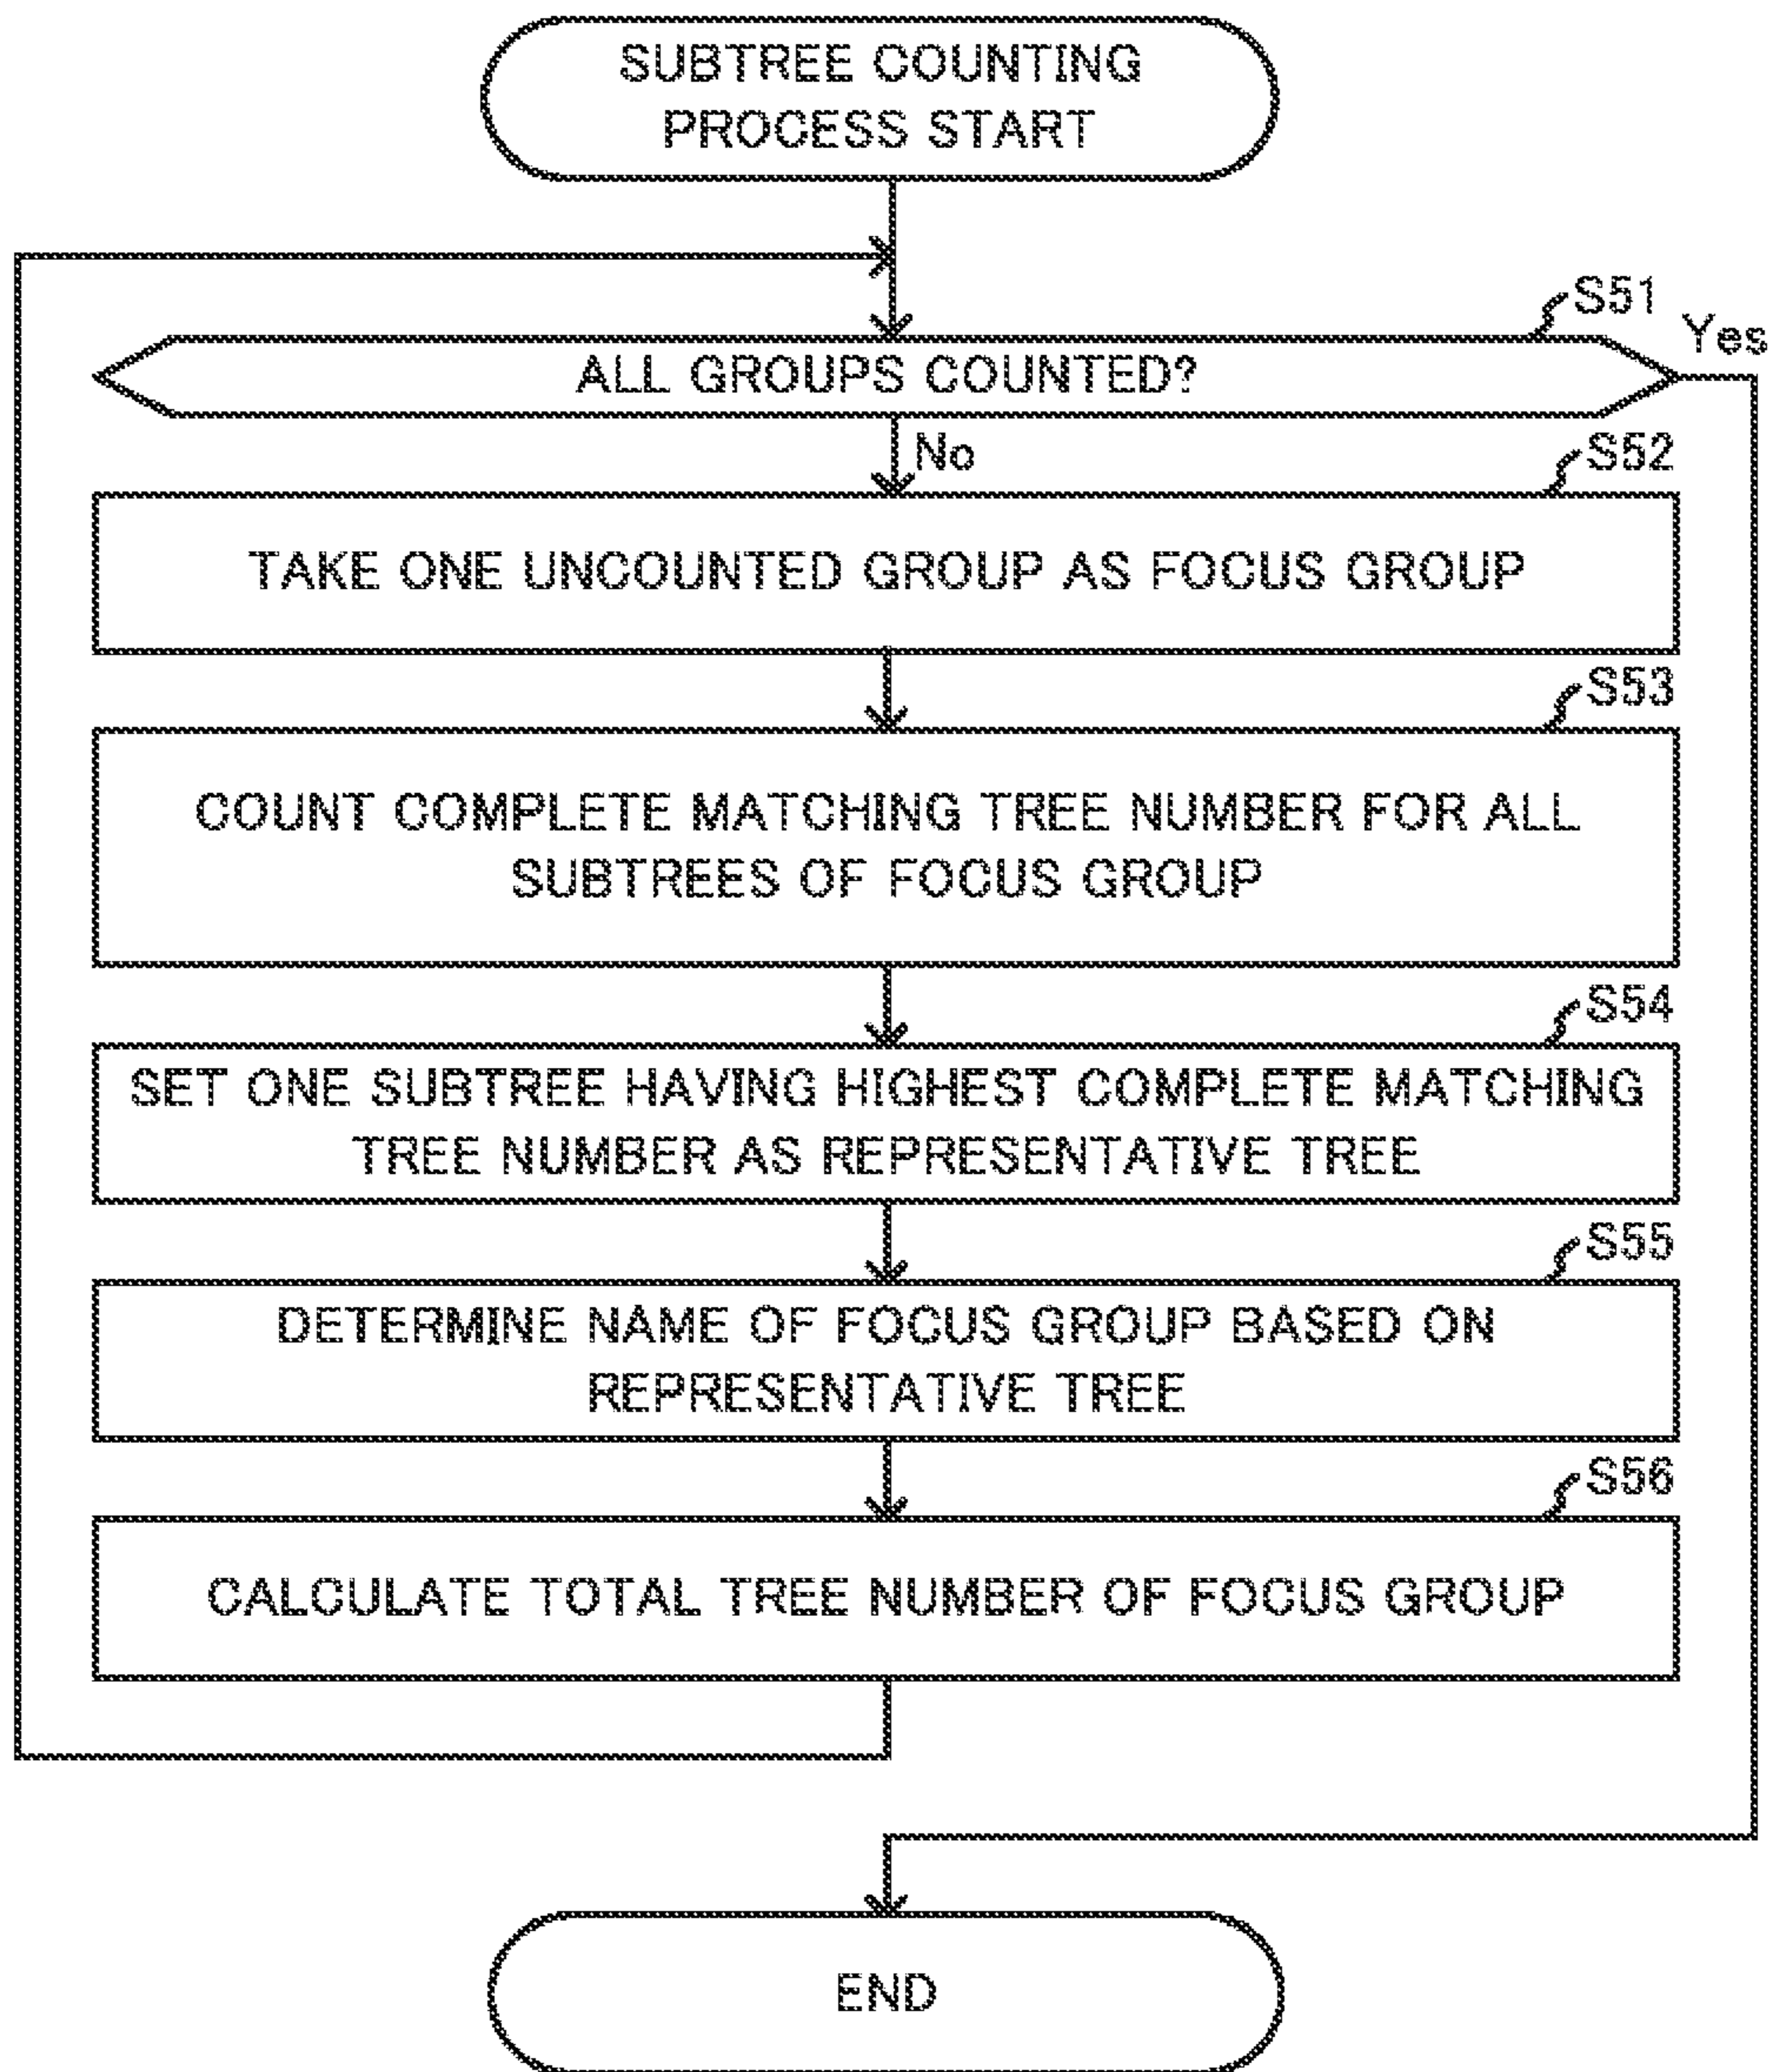 SUBTREE COUNTING
PROCESS START
S51
Yes
ALL GROUPS COUNTED?
No
S52
TAKE ONE UNCOUNTED GROUP AS FOCUS GROUP
S53
COUNT COMPLETE MATCHING TREE NUMBER FOR ALL
SUBTREES OF FOCUS GROUP
S54
SET ONE SUBTREE HAVING HIGHEST COMPLETE MATCHING
TREE NUMBER AS REPRESENTATIVE TREE
S55
DETERMINE NAME OF FOCUS GROUP BASED ON
REPRESENTATIVE TREE
S56
CALCULATE TOTAL TREE NUMBER OF FOCUS GROUP
END